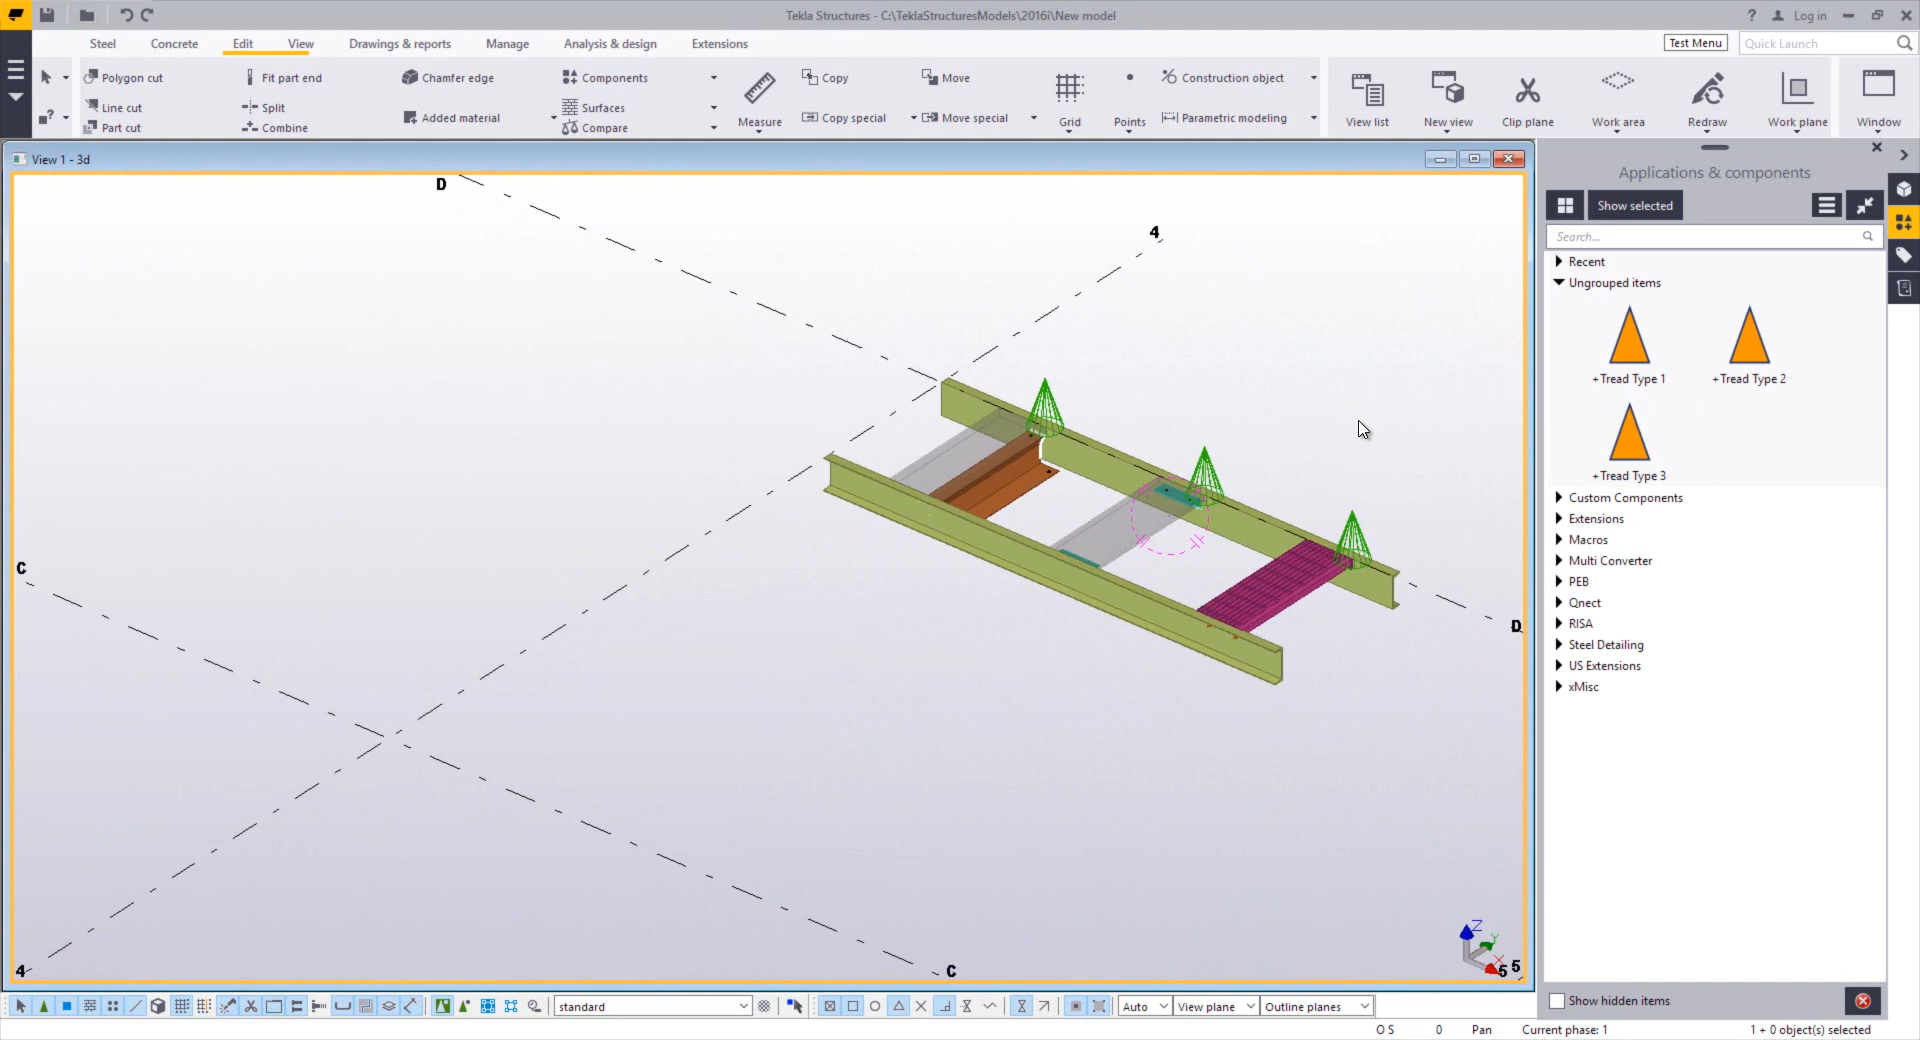 Tekla Structures - C:\TeklaStructuresModels\2016i\New model
? Log in
Steel Concrete Edit View Drawings & reports Manage Analysis & design Extensions
Test Menu Quick Launch
Polygon cut Fit part end Chamfer edge Components Copy Move Construction object
Line cut Split Surfaces
Added material Copy special Move special Parametric modeling
Part cut Combine Compare
Measure Grid Points View list New view Clip plane Work area Redraw Work plane Window
View 1 - 3d
Applications & components
Show selected
Search...
Recent
Ungrouped items
+Tread Type 1 +Tread Type 2
+Tread Type 3
Custom Components
Extensions
Macros
Multi Converter
PEB
Qnect
RISA
Steel Detailing
US Extensions
xMisc
D
4
C
D
Z
Y
X
4 C 5 5
standard Auto View plane Outline planes
Show hidden items
O S 0 Pan Current phase: 1 1 + 0 object(s) selected